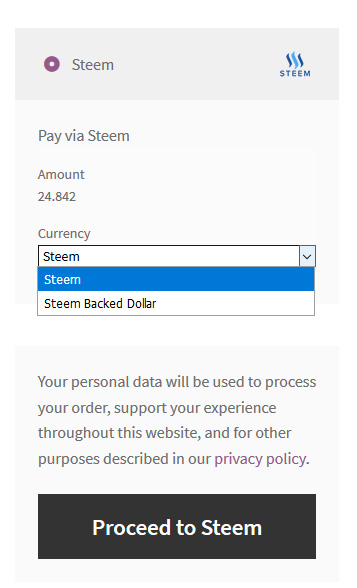 Steem
STEEM
Pay via Steem
Amount
24.842
Currency
Steem
Steem
Steem Backed Dollar
Your personal data will be used to process
your order, support your experience
throughout this website, and for other
purposes described in our privacy policy.
Proceed to Steem